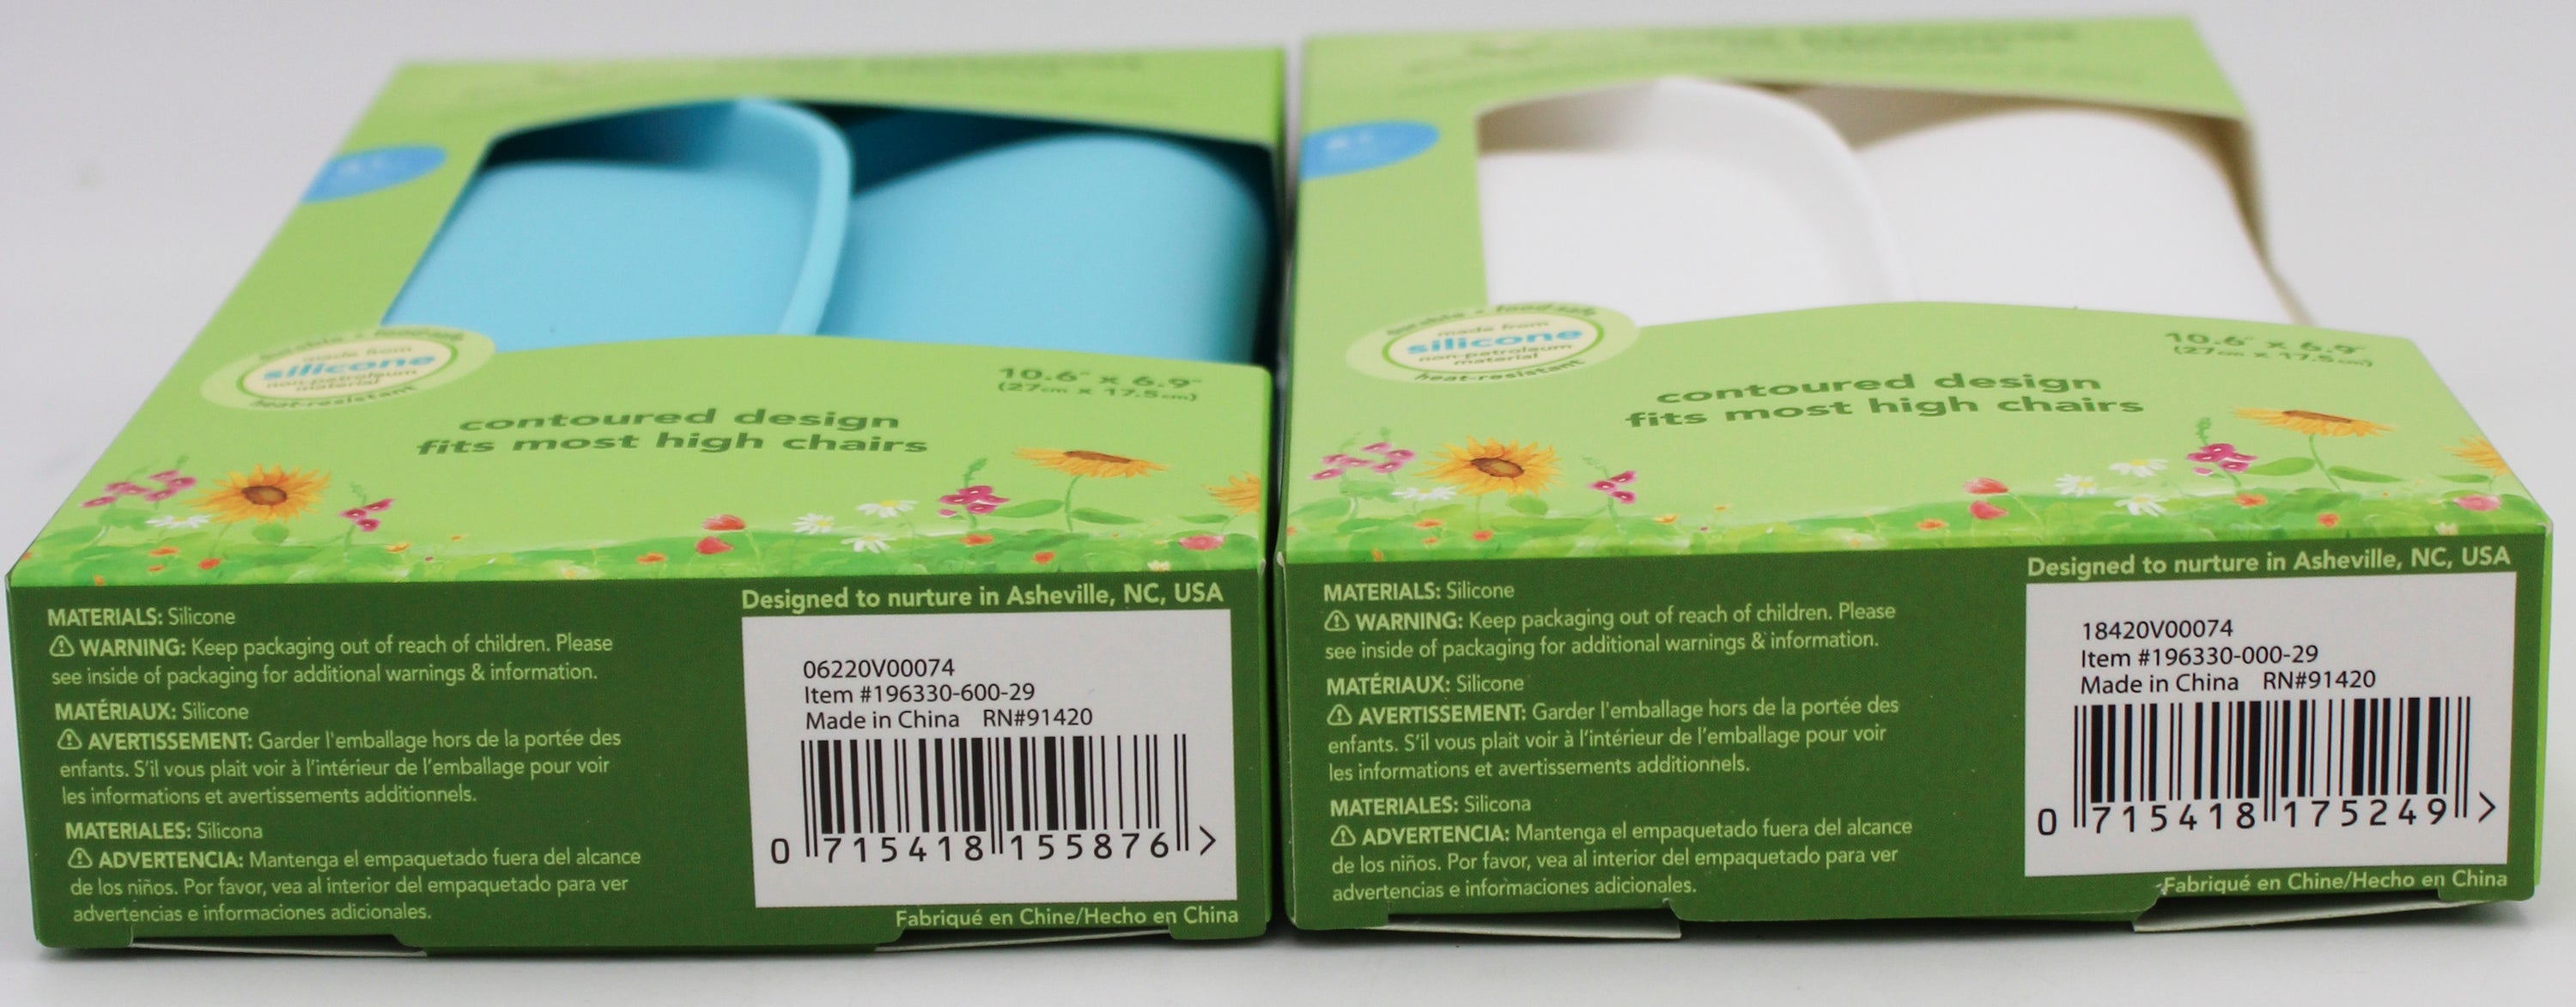 durable • food-safe
made from
silicone
non-petroleum
material
heat-resistant
10.6" x 6.9"
(27cm x 17.5cm)
contoured design
fits most high chairs
MATERIALS: Silicone
⚠ WARNING: Keep packaging out of reach of children. Please
see inside of packaging for additional warnings & information.
MATÉRIAUX: Silicone
⚠ AVERTISSEMENT: Garder l'emballage hors de la portée des
enfants. S'il vous plait voir à l'intérieur de l'emballage pour voir
les informations et avertissements additionnels.
MATERIALES: Silicona
⚠ ADVERTENCIA: Mantenga el empaquetado fuera del alcance
de los niños. Por favor, vea al interior del empaquetado para ver
advertencias e informaciones adicionales.
Designed to nurture in Asheville, NC, USA
06220V00074
Item #196330-600-29
Made in China RN#91420
0 715418 155876 >
Fabriqué en Chine/Hecho en China
durable • food-safe
made from
silicone
non-petroleum
material
heat-resistant
10.6" x 6.9"
(27cm x 17.5cm)
contoured design
fits most high chairs
MATERIALS: Silicone
⚠ WARNING: Keep packaging out of reach of children. Please
see inside of packaging for additional warnings & information.
MATÉRIAUX: Silicone
⚠ AVERTISSEMENT: Garder l'emballage hors de la portée des
enfants. S'il vous plait voir à l'intérieur de l'emballage pour voir
les informations et avertissements additionnels.
MATERIALES: Silicona
⚠ ADVERTENCIA: Mantenga el empaquetado fuera del alcance
de los niños. Por favor, vea al interior del empaquetado para ver
advertencias e informaciones adicionales.
Designed to nurture in Asheville, NC, USA
18420V00074
Item #196330-000-29
Made in China RN#91420
0 715418 175249 >
Fabriqué en Chine/Hecho en China